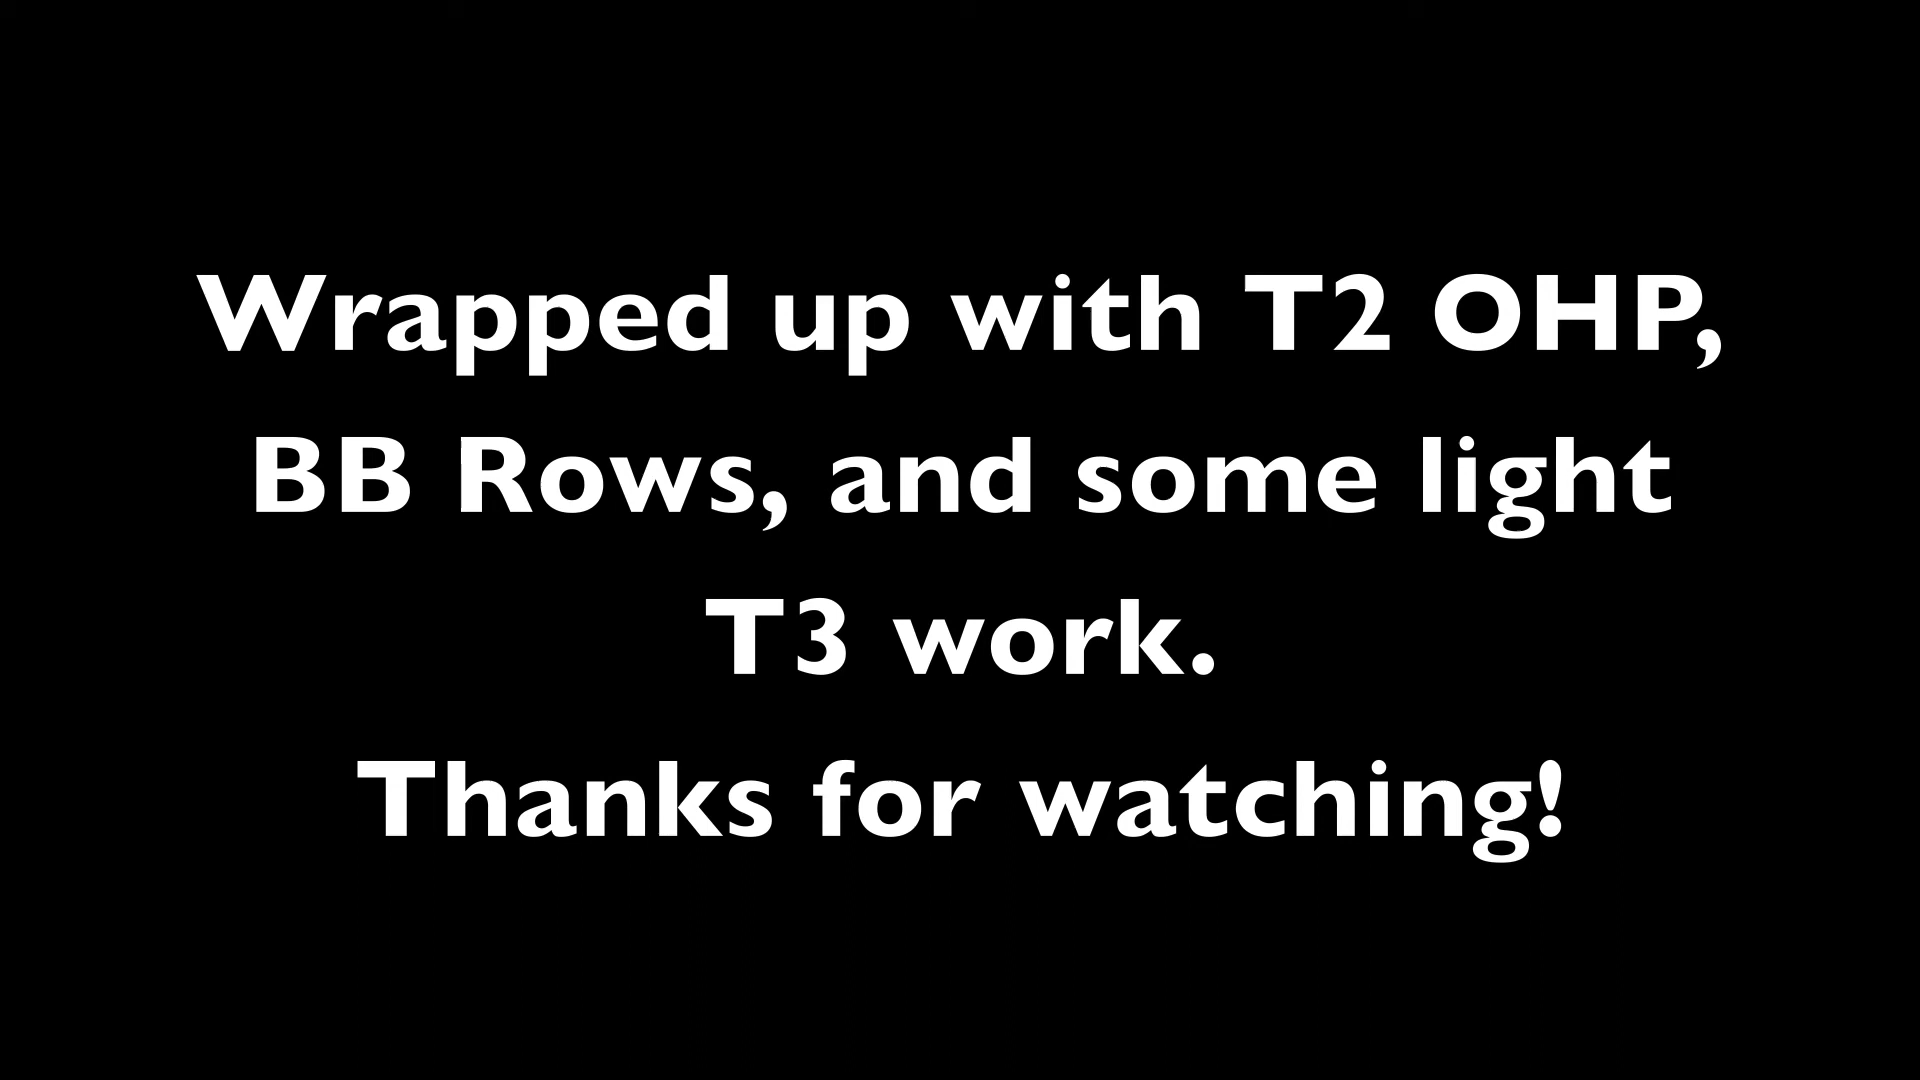 Wrapped up with T2 OHP,
BB Rows, and some light
T3 work.
Thanks for watching!